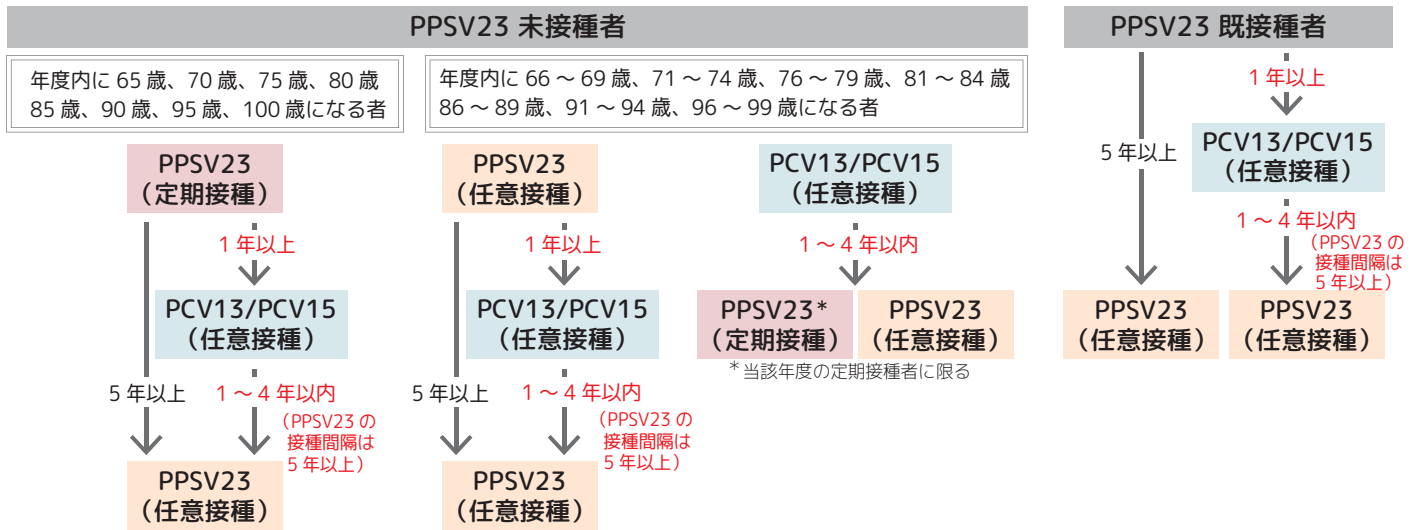 PPSV23 未接種者
年度内に 65 歳、70 歳、75 歳、80 歳
85 歳、90 歳、95 歳、100 歳になる者
年度内に 66 ～ 69 歳、71 ～ 74 歳、76 ～ 79 歳、81 ～ 84 歳
86 ～ 89 歳、91 ～ 94 歳、96 ～ 99 歳になる者
PPSV23
（定期接種）
1 年以上
PCV13/PCV15
（任意接種）
5 年以上
1 ～ 4 年以内
（PPSV23 の
接種間隔は
5 年以上）
PPSV23
（任意接種）
PPSV23
（任意接種）
1 年以上
PCV13/PCV15
（任意接種）
5 年以上
1 ～ 4 年以内
（PPSV23 の
接種間隔は
5 年以上）
PPSV23
（任意接種）
PCV13/PCV15
（任意接種）
1 ～ 4 年以内
PPSV23*
（定期接種）
PPSV23
（任意接種）
*当該年度の定期接種者に限る
PPSV23 既接種者
1 年以上
5 年以上
PCV13/PCV15
（任意接種）
1 ～ 4 年以内
（PPSV23 の
接種間隔は
5 年以上）
PPSV23
（任意接種）
PPSV23
（任意接種）